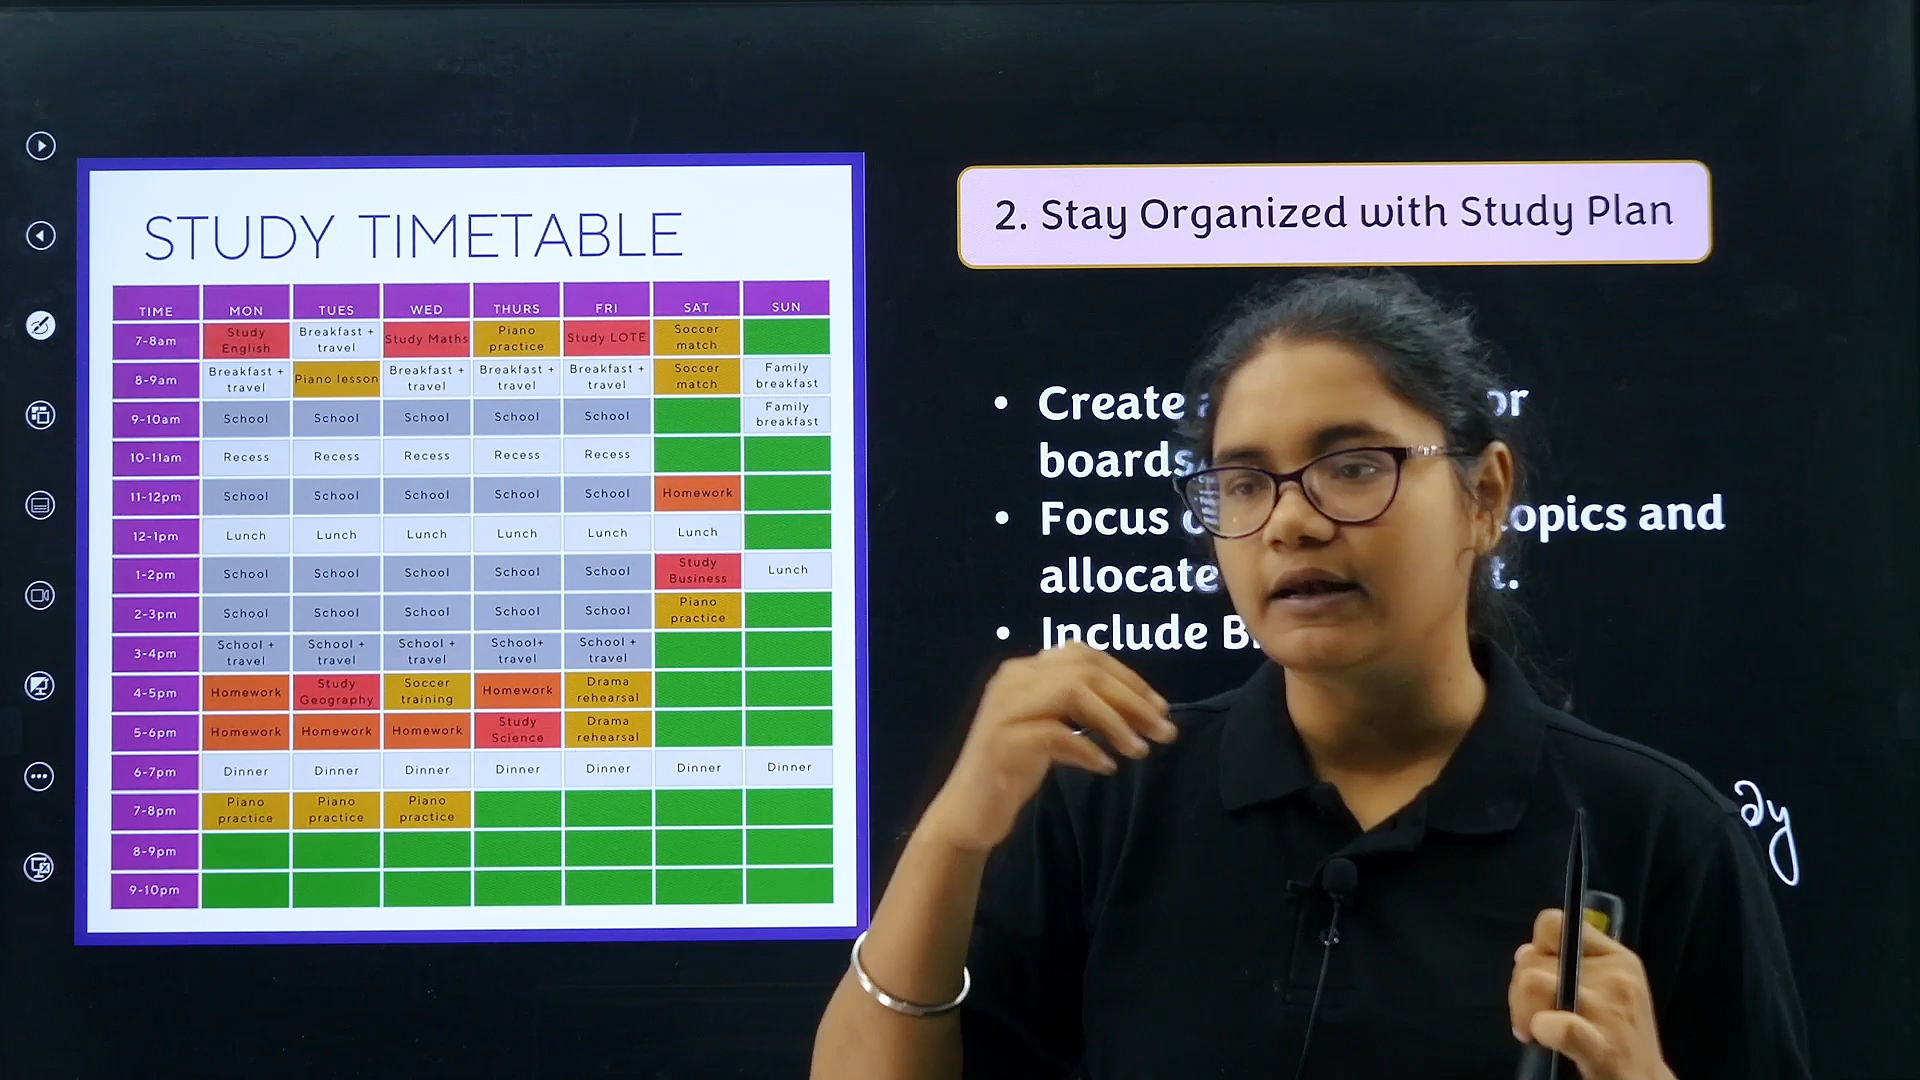 STUDY TIMETABLE
TIME MON TUES WED THURS FRI SAT SUN
7-8am Study English Breakfast + travel Study Maths Piano practice Study LOTE Soccer match
8-9am Breakfast + travel Piano lesson Breakfast + travel Breakfast + travel Breakfast + travel Soccer match Family breakfast
9-10am School School School School School Family breakfast
10-11am Recess Recess Recess Recess Recess
11-12pm School School School School School Homework
12-1pm Lunch Lunch Lunch Lunch Lunch Lunch
1-2pm School School School School School Study Business Lunch
2-3pm School School School School School Piano practice
3-4pm School + travel School + travel School + travel School+ travel School + travel
4-5pm Homework Study Geography Soccer training Homework Drama rehearsal
5-6pm Homework Homework Homework Study Science Drama rehearsal
6-7pm Dinner Dinner Dinner Dinner Dinner Dinner Dinner
7-8pm Piano practice Piano practice Piano practice
8-9pm
9-10pm
2. Stay Organized with Study Plan
• Create
boards
• Focus and
allocate
• Include